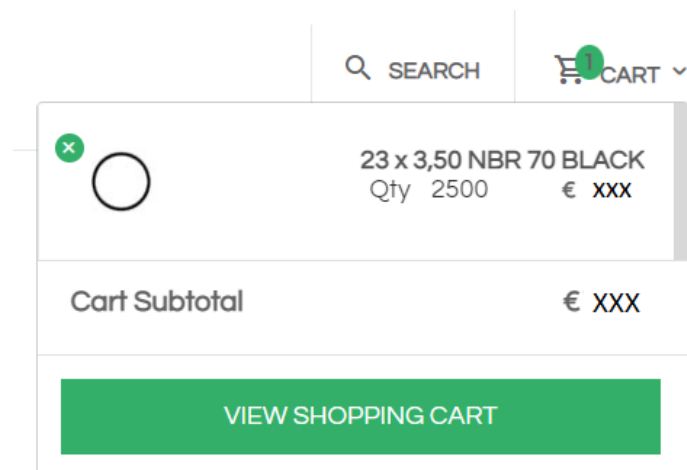 SEARCH
1 CART
23 x 3,50 NBR 70 BLACK
Qty 2500 € XXX
Cart Subtotal € XXX
VIEW SHOPPING CART